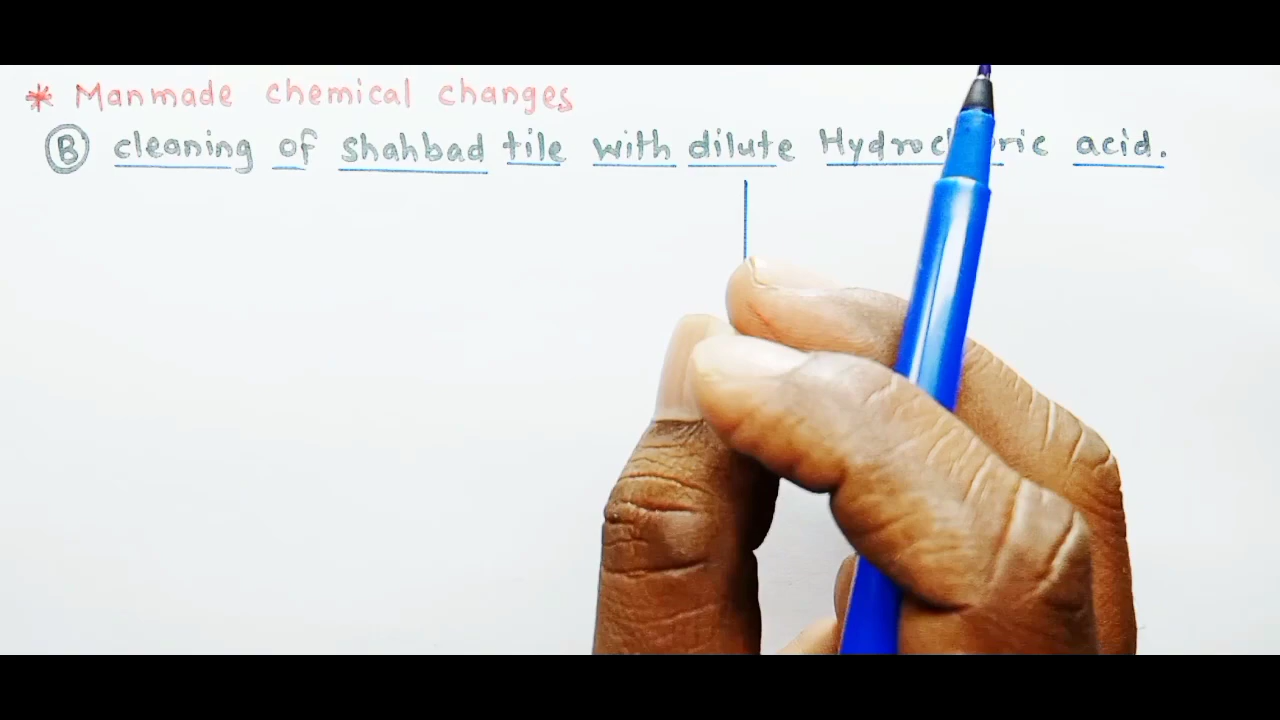 * Manmade chemical changes
B cleaning of shahbad tile with dilute acid.